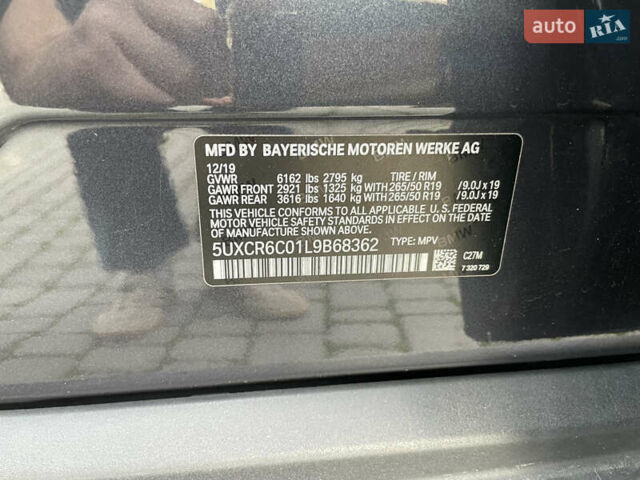 auto RIA.com
MFD BY BAYERISCHE MOTOREN WERKE AG
12/19
GVWR 6162 lbs 2795 kg TIRE / RIM
GAWR FRONT 2921 lbs 1325 kg WITH 265/50 R19 /9.0J x 19
GAWR REAR 3616 lbs 1640 kg WITH 265/50 R19 /9.0J x 19
THIS VEHICLE CONFORMS TO ALL APPLICABLE FEDERAL
MOTOR VEHICLE SAFETY STANDARDS IN EFFECT ON THE
DATE OF MANUFACTURE SHOWN ABOVE
5UXCR6C01L9B68362 TYPE: MPV
C27M
7 320 729